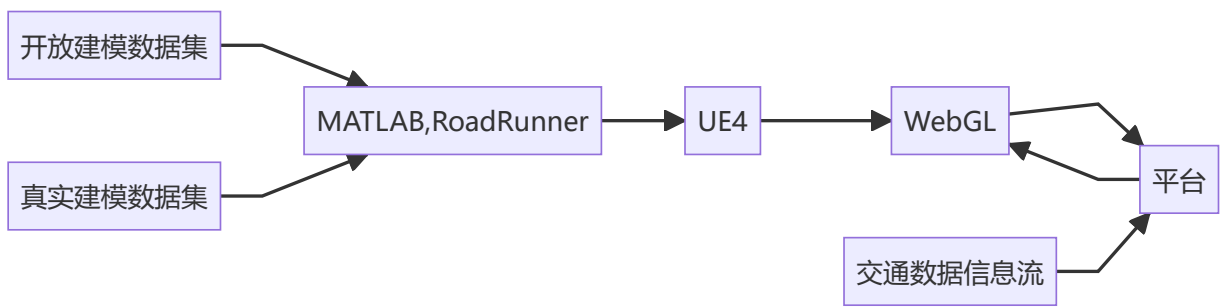 开放建模数据集
MATLAB,RoadRunner
UE4
WebGL
平台
真实建模数据集
交通数据信息流